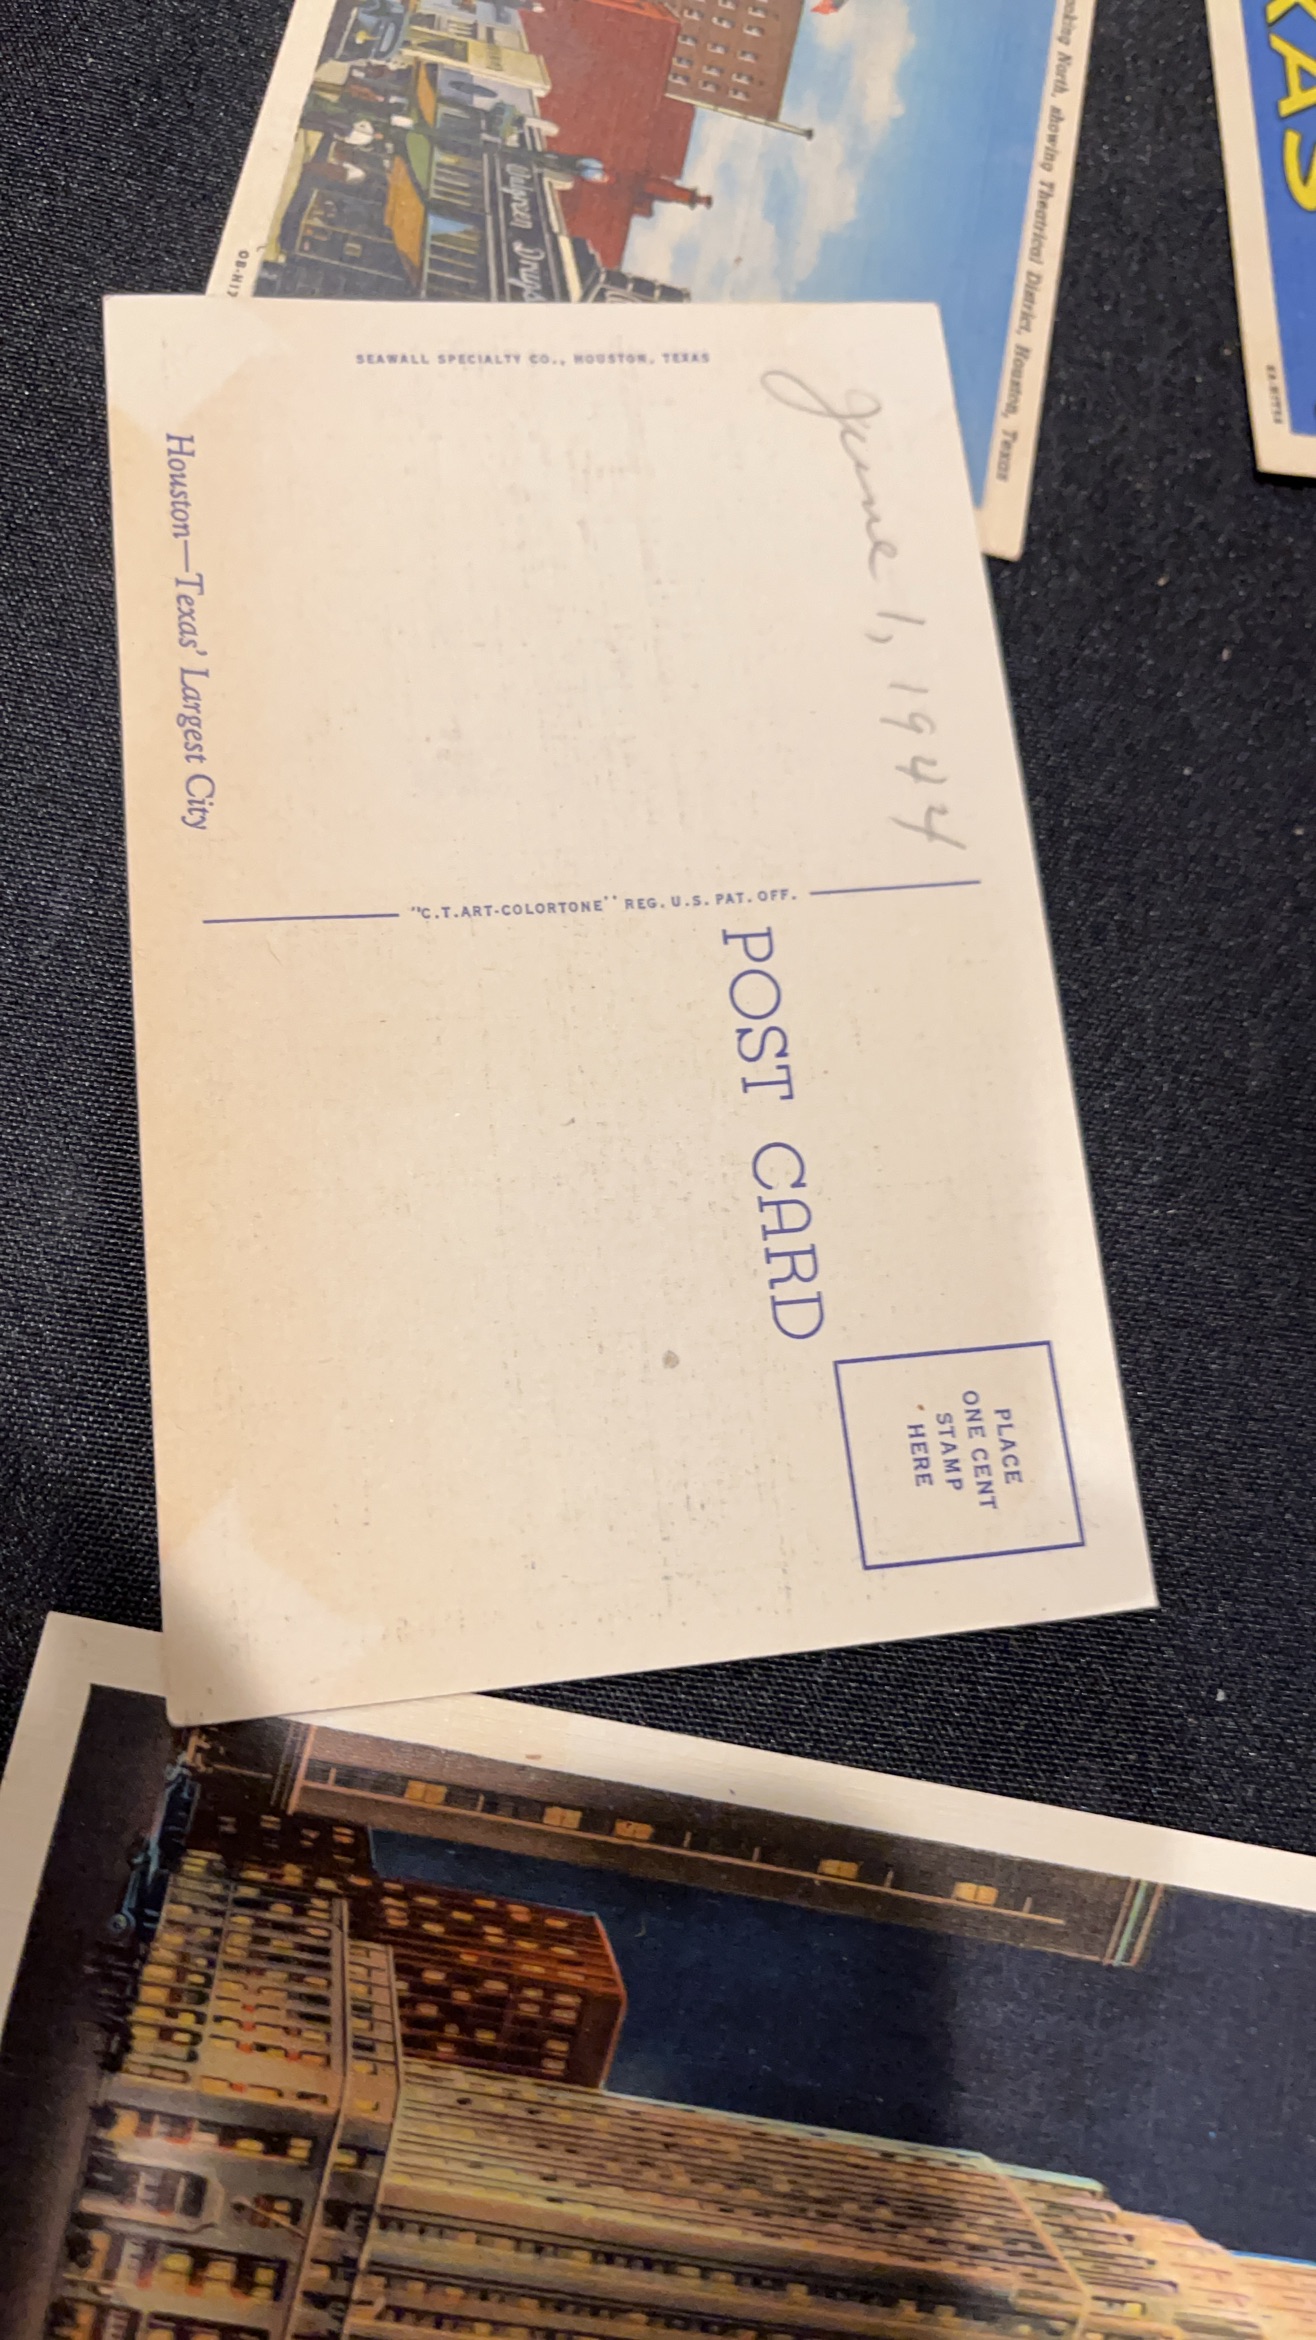 June 1, 1944
SEAWALL SPECIALTY CO., HOUSTON, TEXAS
Houston—Texas' Largest City
"C.T.ART-COLORTONE" REG. U.S. PAT. OFF.
POST CARD
PLACE
ONE CENT
STAMP
HERE
North, showing Theatrical District, Houston, Texas
Walgreen Drugs